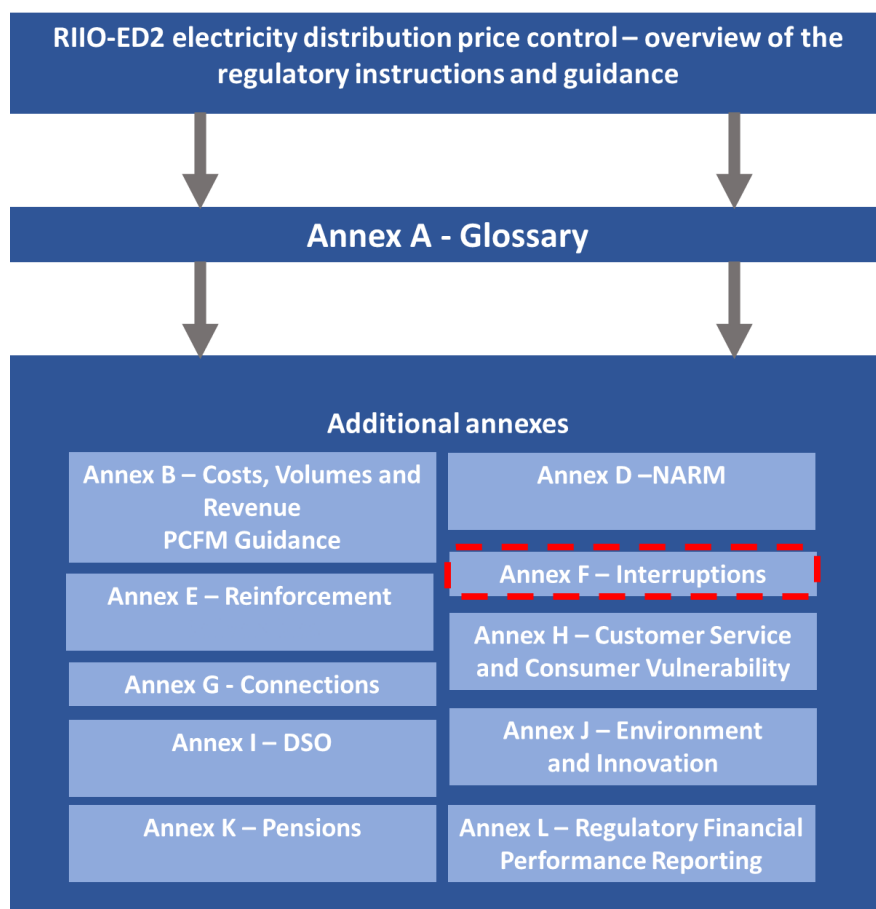 RIIO-ED2 electricity distribution price control – overview of the
regulatory instructions and guidance
Annex A - Glossary
Additional annexes
Annex B – Costs, Volumes and
Revenue
PCFM Guidance
Annex D –NARM
Annex E – Reinforcement
Annex F – Interruptions
Annex G - Connections
Annex H – Customer Service
and Consumer Vulnerability
Annex I – DSO
Annex J – Environment
and Innovation
Annex K – Pensions
Annex L – Regulatory Financial
Performance Reporting